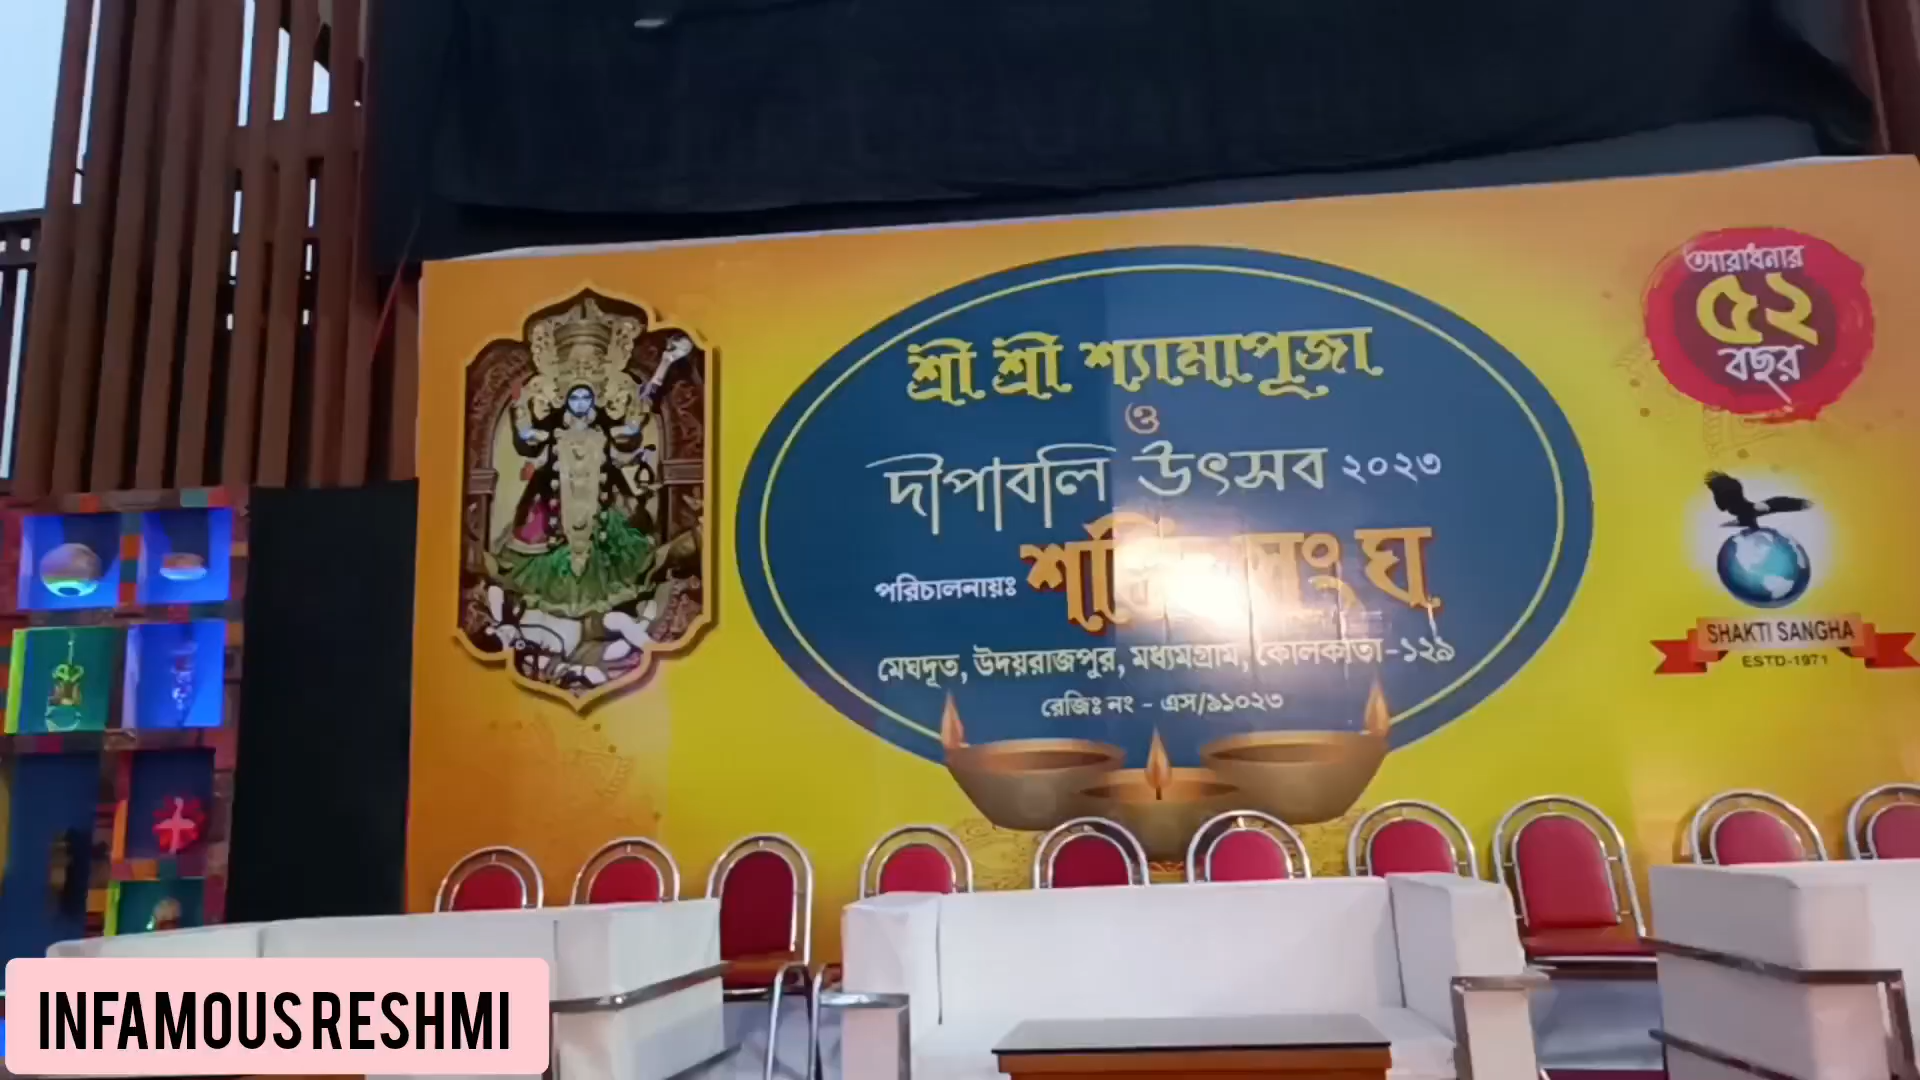 শ্রী শ্রী শ্যামাপূজা
ও
দীপাবলি উৎসব ২০২৩
পরিচালনায়ঃ শক্তি সংঘ
মেঘদূত, উদয়রাজপুর, মধ্যমগ্রাম, কোলকাতা-১২৯
রেজিঃ নং - এস/৯১০২৩
আরাধনার
৫২
বছর
SHAKTI SANGHA
ESTD-1971
INFAMOUS RESHMI